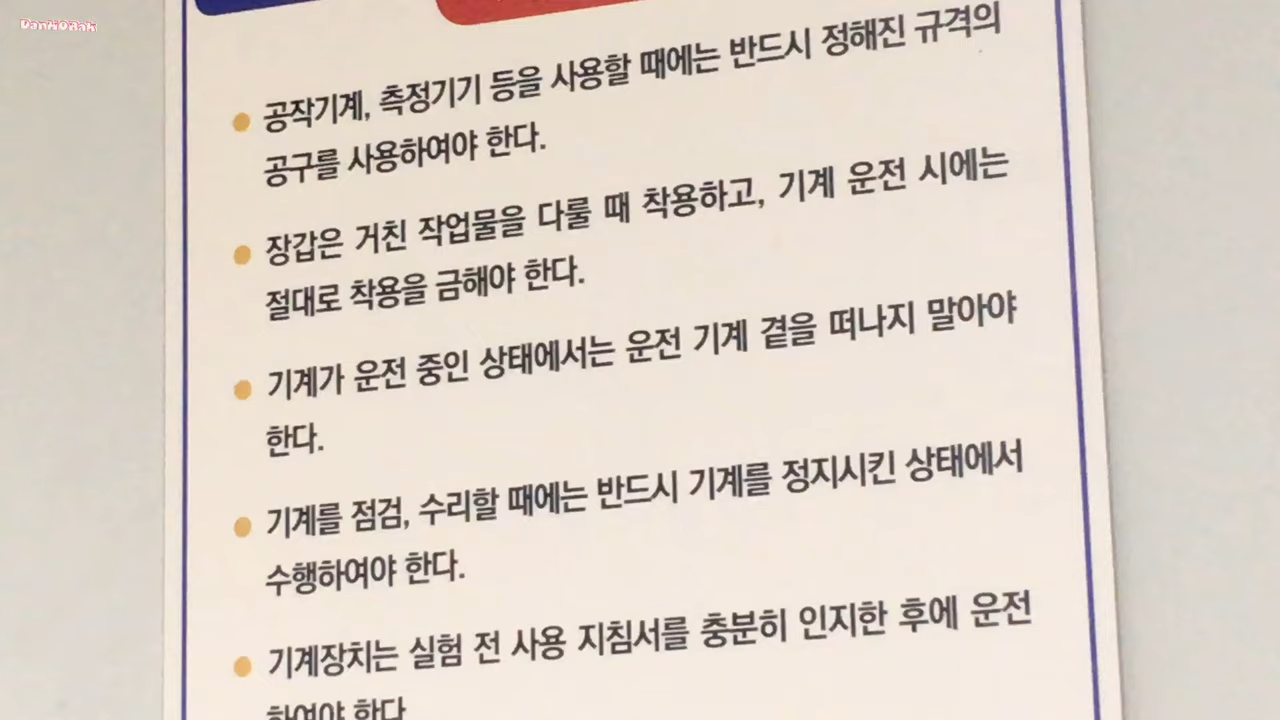 DanHDRah
공작기계, 측정기기 등을 사용할 때에는 반드시 정해진 규격의
공구를 사용하여야 한다.
장갑은 거친 작업물을 다룰 때 착용하고, 기계 운전 시에는
절대로 착용을 금해야 한다.
기계가 운전 중인 상태에서는 운전 기계 곁을 떠나지 말아야
한다.
기계를 점검, 수리할 때에는 반드시 기계를 정지시킨 상태에서
수행하여야 한다.
기계장치는 실험 전 사용 지침서를 충분히 인지한 후에 운전
하여야 한다